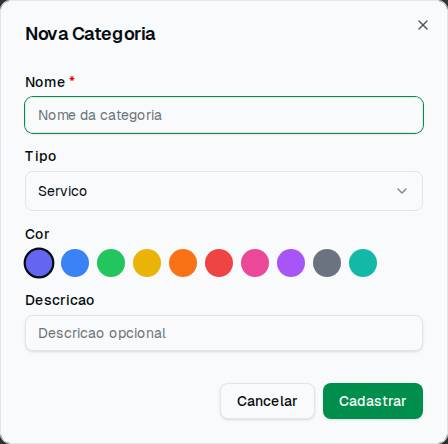 Nova Categoria
Nome *
Nome da categoria
Tipo
Servico
Cor
Descricao
Descricao opcional
Cancelar
Cadastrar